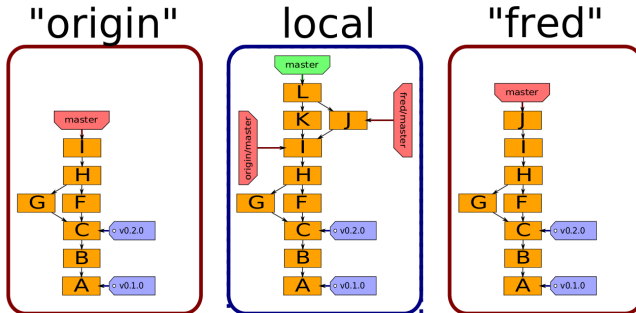 "origin"
master
I
H
G
F
C
v0.2.0
B
A
v0.1.0
local
master
L
K
J
fred/master
origin/master
I
H
G
F
C
v0.2.0
B
A
v0.1.0
"fred"
master
J
I
H
G
F
C
v0.2.0
B
A
v0.1.0